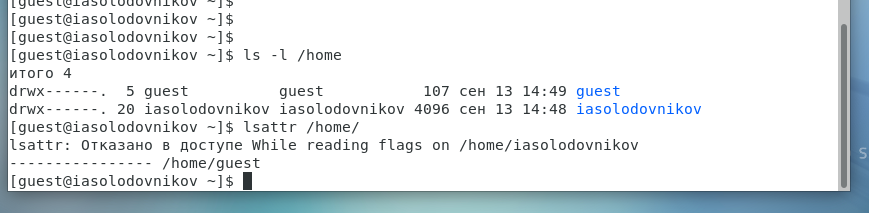 [guest@iasolodovnikov ~]$
[guest@iasolodovnikov ~]$
[guest@iasolodovnikov ~]$
[guest@iasolodovnikov ~]$ ls -l /home
итого 4
drwx------.  5 guest          guest           107 сен 13 14:49 guest
drwx------. 20 iasolodovnikov iasolodovnikov 4096 сен 13 14:48 iasolodovnikov
[guest@iasolodovnikov ~]$ lsattr /home/
lsattr: Отказано в доступе While reading flags on /home/iasolodovnikov
---------------- /home/guest
[guest@iasolodovnikov ~]$